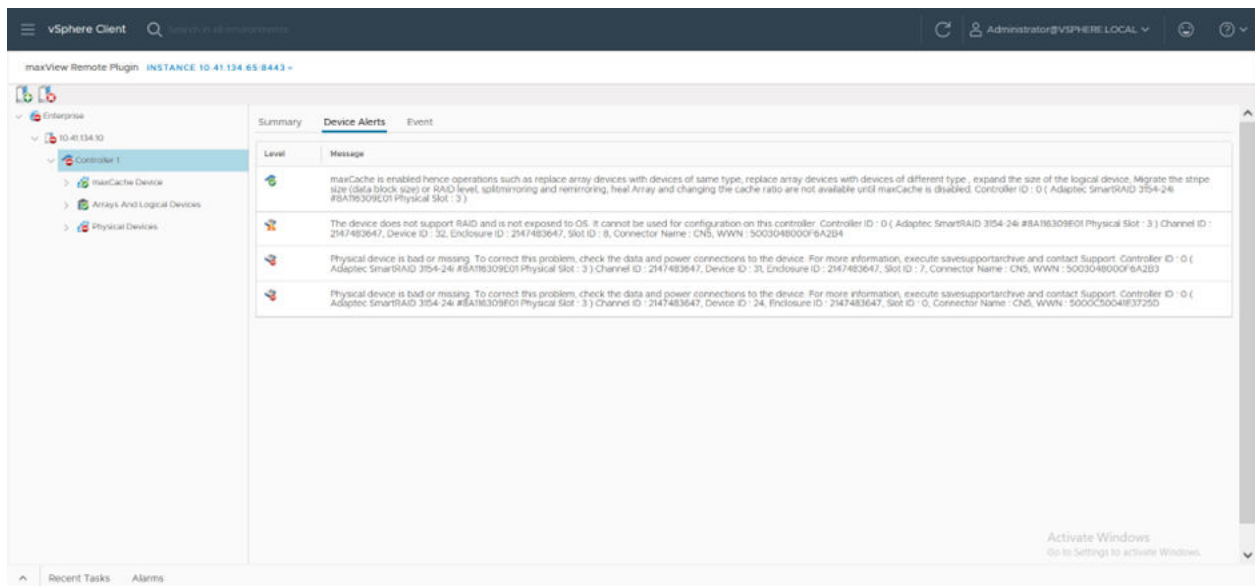 vSphere Client
Search in all environments
Administrator@VSPHERE.LOCAL
maxView Remote Plugin INSTANCE 10.41.134.65:8443
Enterprise
10.41.134.10
Controller 1
maxCache Device
Arrays And Logical Devices
Physical Devices
Summary Device Alerts Event
Level Message
maxCache is enabled hence operations such as replace array devices with devices of same type, replace array devices with devices of different type , expand the size of the logical device, Migrate the stripe
size (data block size) or RAID level, splitmirroring and remirroring, heal Array and changing the cache ratio are not available until maxCache is disabled. Controller ID : 0 ( Adaptec SmartRAID 3154-24i
#8A116309E01 Physical Slot : 3 )
The device does not support RAID and is not exposed to OS. It cannot be used for configuration on this controller. Controller ID : 0 ( Adaptec SmartRAID 3154-24i #8A116309E01 Physical Slot : 3 ) Channel ID :
2147483647, Device ID : 32, Enclosure ID : 2147483647, Slot ID : 8, Connector Name : CN5, WWN : 5003048000F6A2B4
Physical device is bad or missing. To correct this problem, check the data and power connections to the device. For more information, execute savesupportarchive and contact Support. Controller ID : 0 (
Adaptec SmartRAID 3154-24i #8A116309E01 Physical Slot : 3 ) Channel ID : 2147483647, Device ID : 31, Enclosure ID : 2147483647, Slot ID : 7, Connector Name : CN5, WWN : 5003048000F6A2B3
Physical device is bad or missing. To correct this problem, check the data and power connections to the device. For more information, execute savesupportarchive and contact Support. Controller ID : 0 (
Adaptec SmartRAID 3154-24i #8A116309E01 Physical Slot : 3 ) Channel ID : 2147483647, Device ID : 24, Enclosure ID : 2147483647, Slot ID : 0, Connector Name : CN5, WWN : 5000C50041E3725D
Activate Windows
Go to Settings to activate Windows.
Recent Tasks Alarms